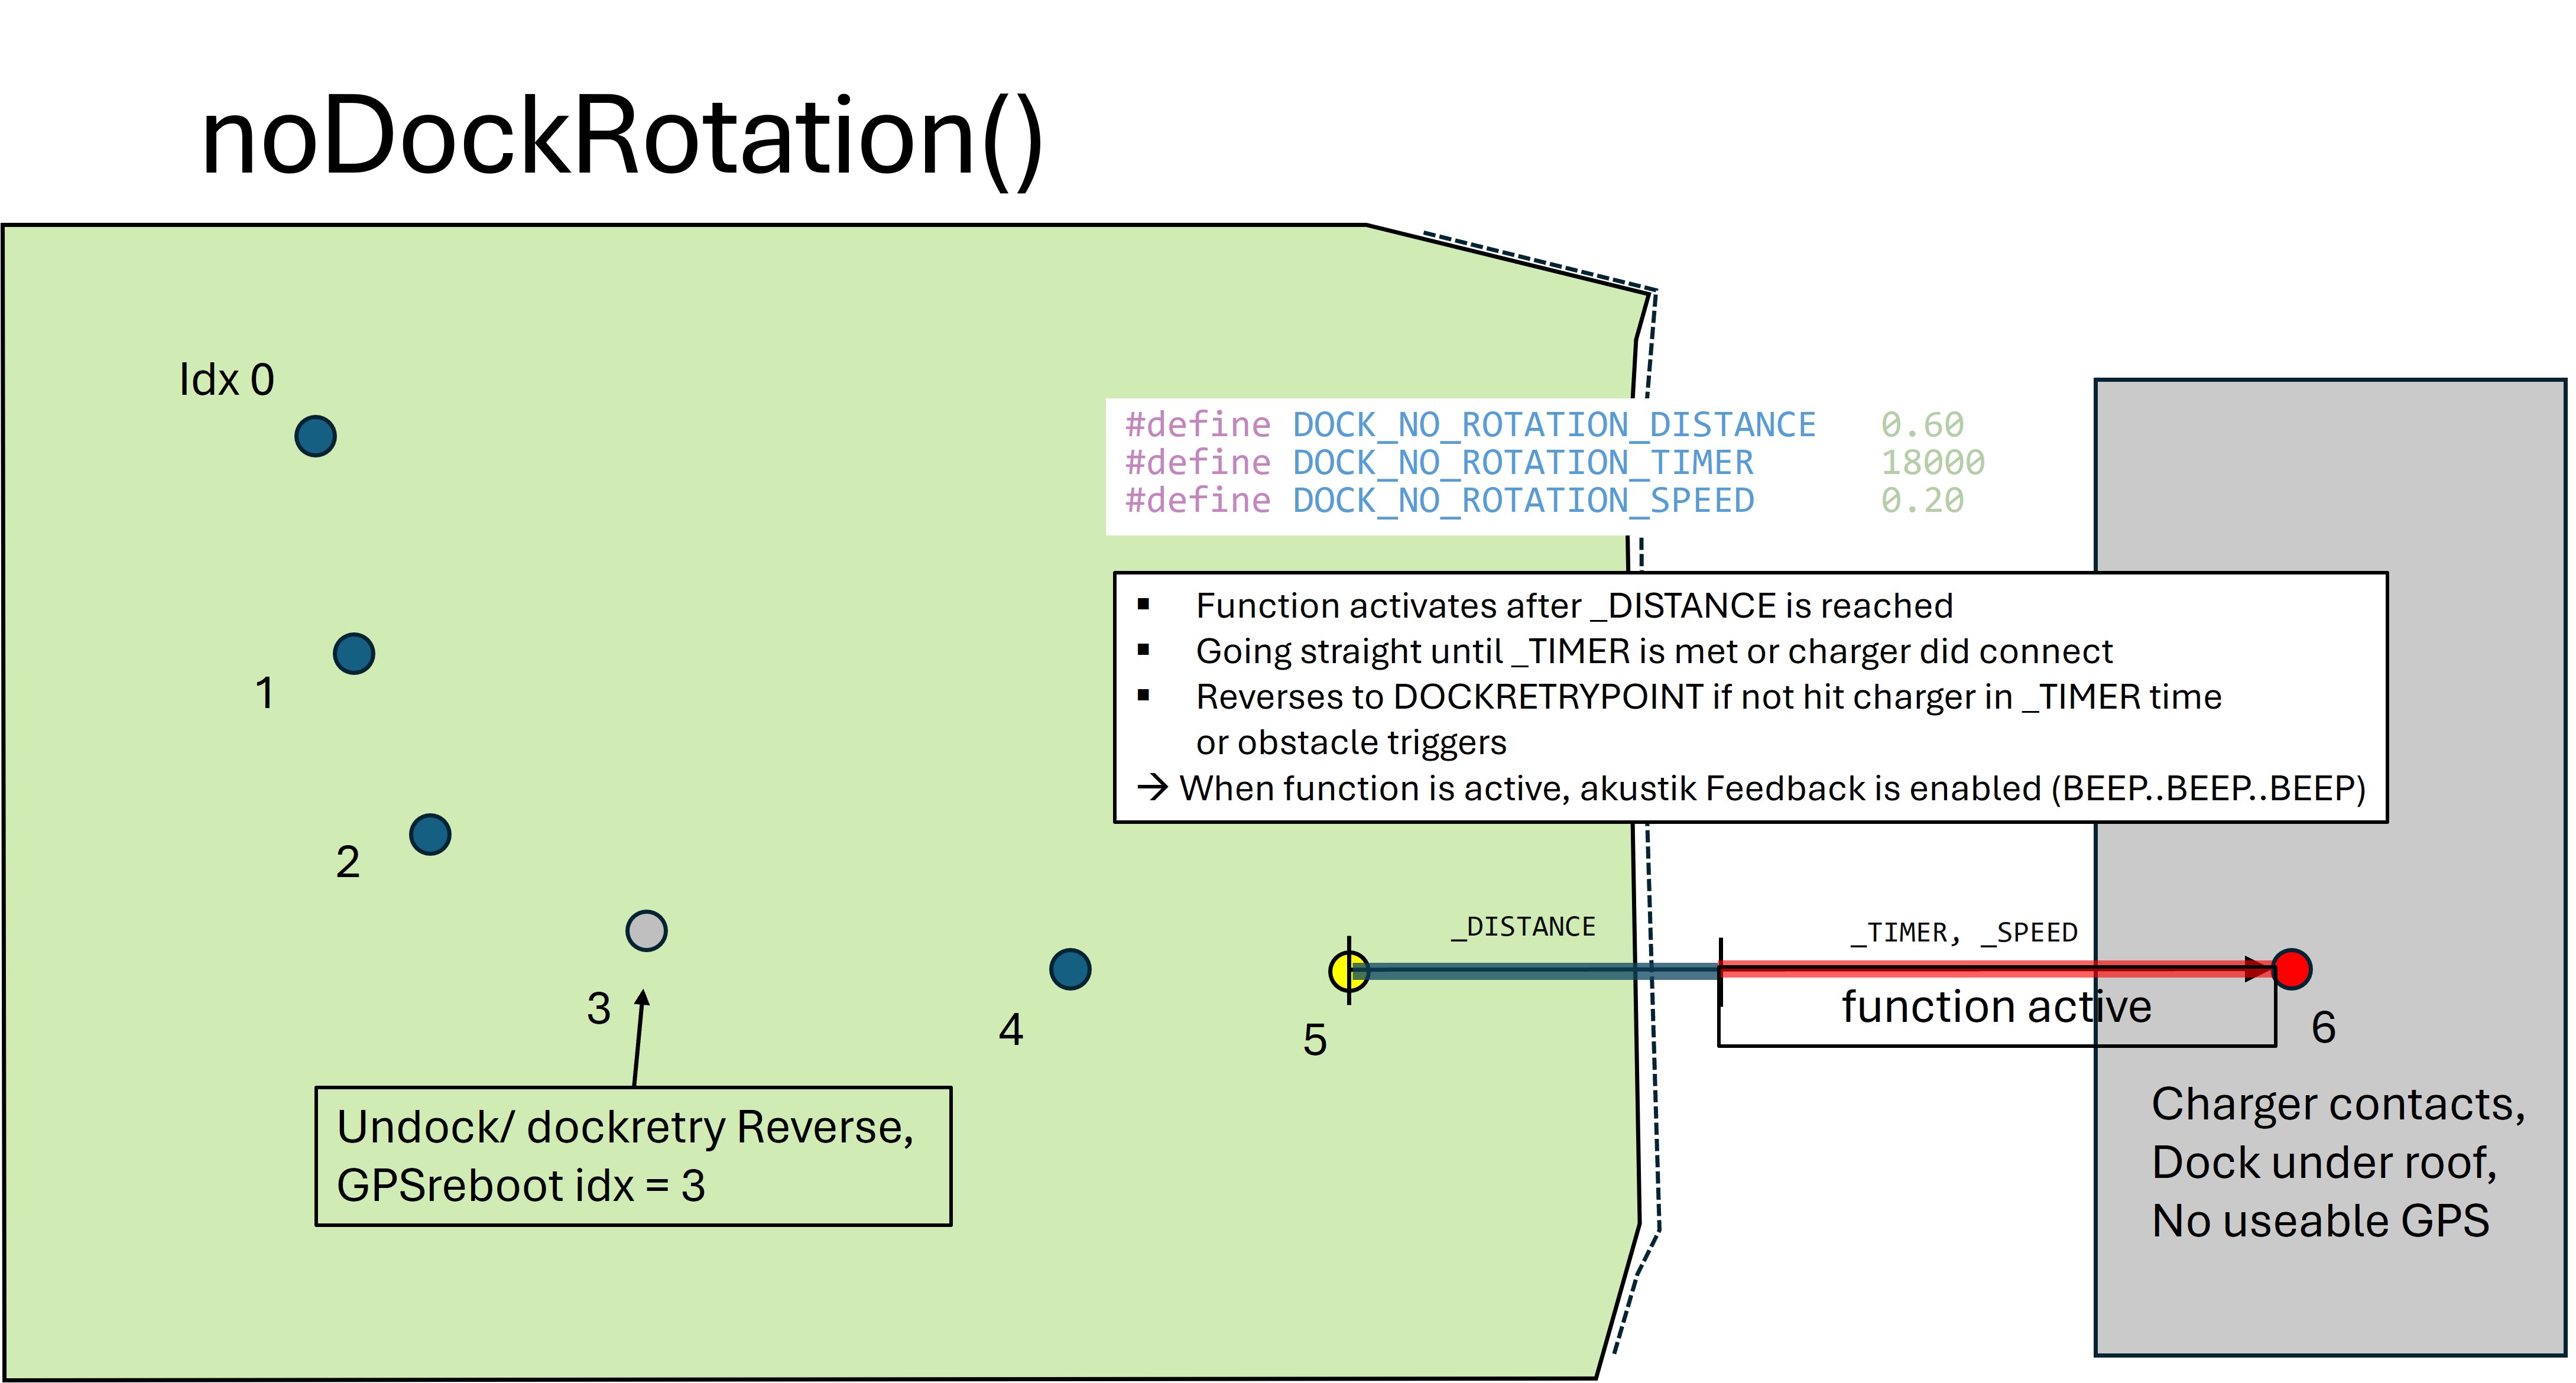 noDockRotation()
Idx 0
#define DOCK_NO_ROTATION_DISTANCE 0.60
#define DOCK_NO_ROTATION_TIMER 18000
#define DOCK_NO_ROTATION_SPEED 0.20
▪ Function activates after _DISTANCE is reached
▪ Going straight until _TIMER is met or charger did connect
▪ Reverses to DOCKRETRYPOINT if not hit charger in _TIMER time
or obstacle triggers
→ When function is active, akustik Feedback is enabled (BEEP..BEEP..BEEP)
1
2
3
4
5
_DISTANCE
_TIMER, _SPEED
function active
6
Undock/ dockretry Reverse,
GPSreboot idx = 3
Charger contacts,
Dock under roof,
No useable GPS